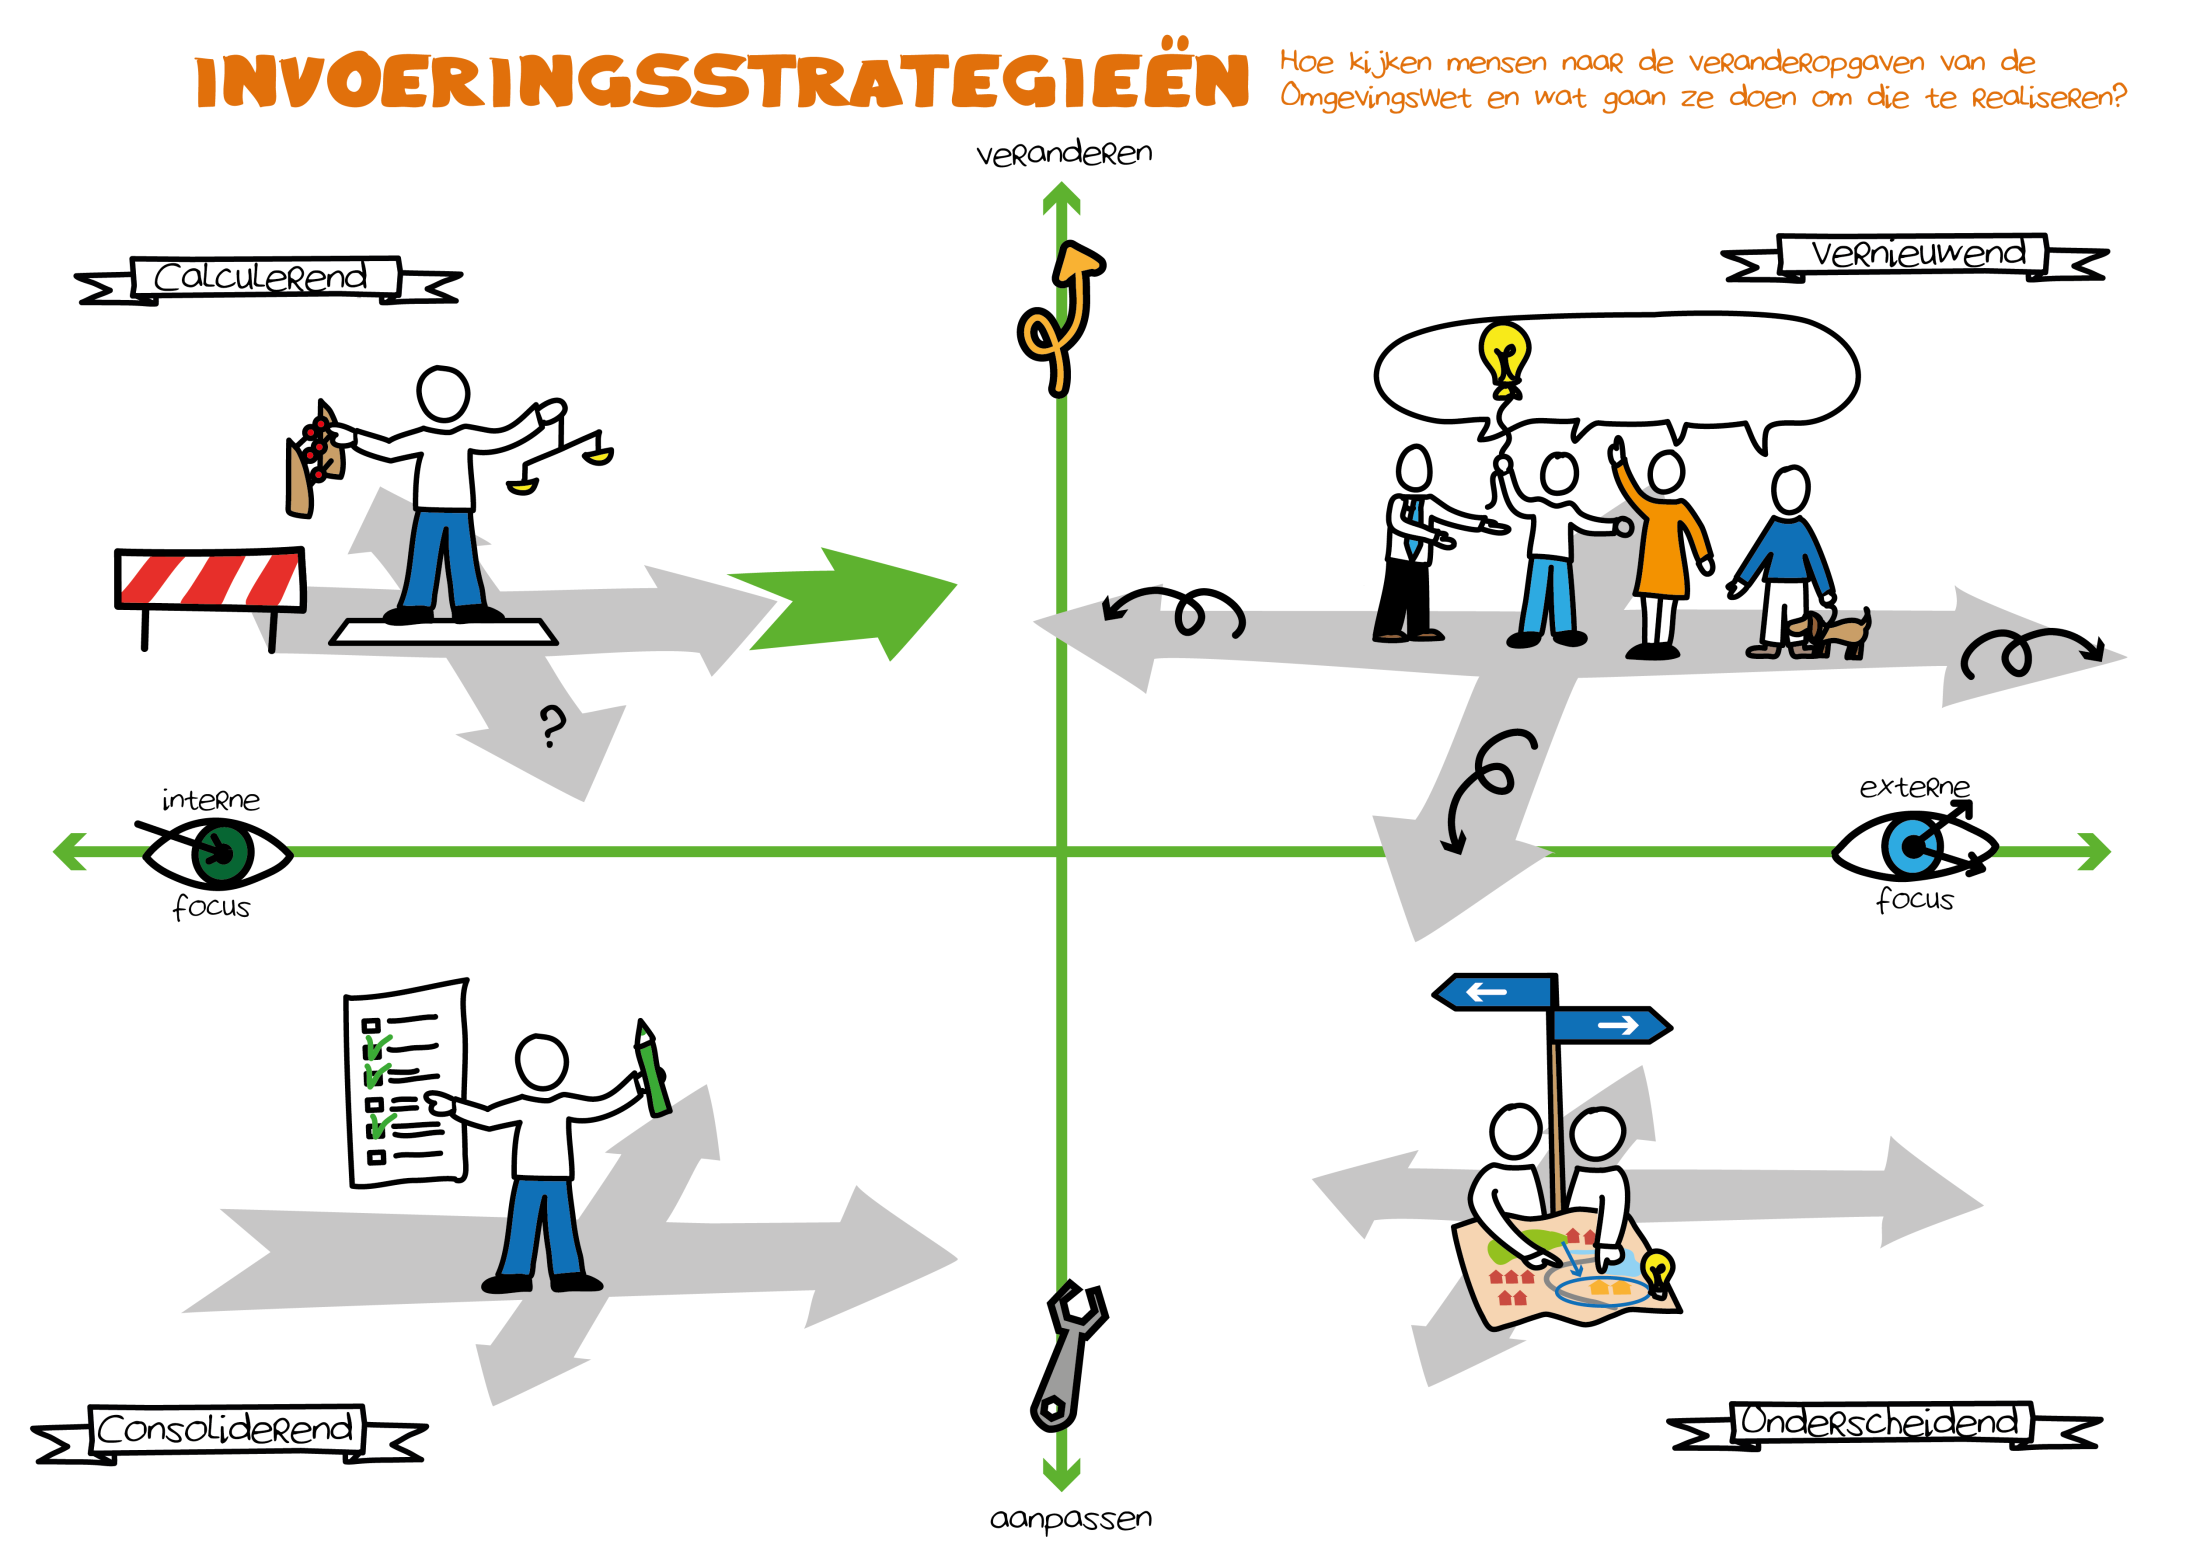 INVOERINGSSTRATEGIEËN
Hoe kijken mensen naar de veranderopgaven van de
Omgevingswet en wat gaan ze doen om die te realiseren?
veranderen
Calculerend
Vernieuwend
?
interne
focus
externe
focus
Consoliderend
Onderscheidend
aanpassen